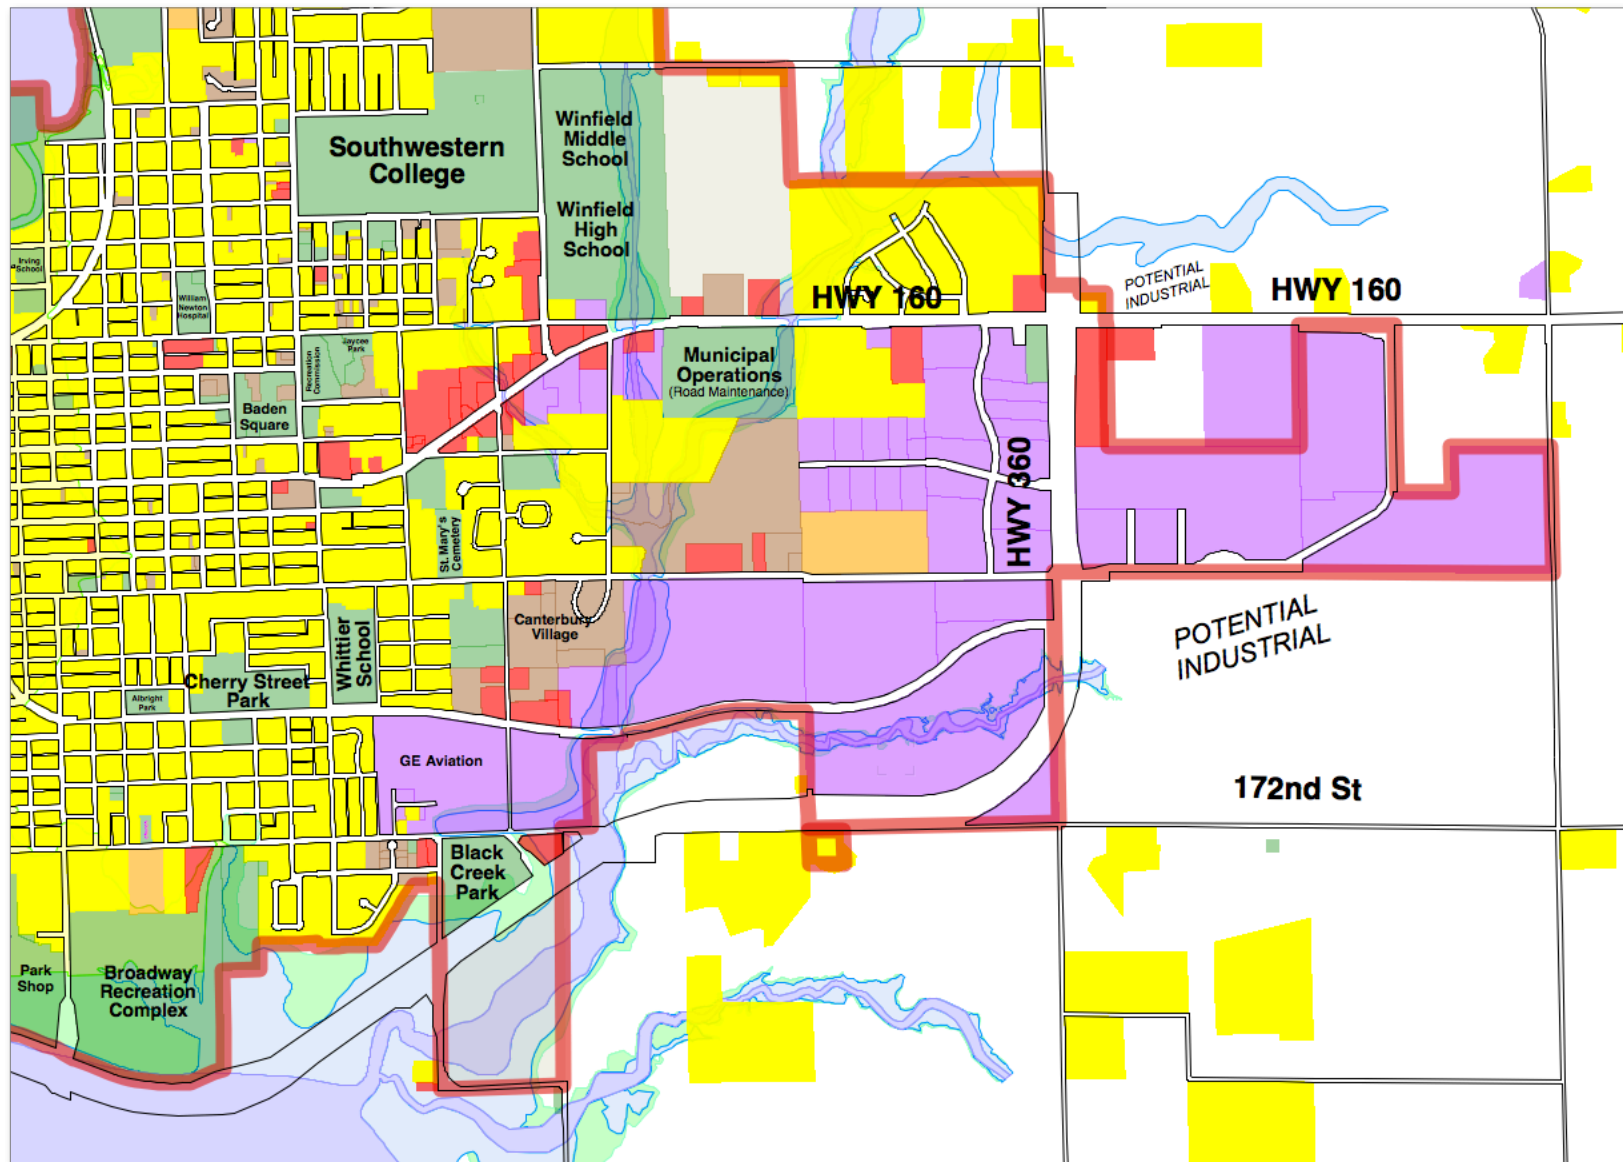 Southwestern
College
Winfield
Middle
School
Winfield
High
School
Irving
School
William
Newton
Hospital
POTENTIAL
INDUSTRIAL
HWY 160
HWY 160
Recreation
Commission
Jaycee
Park
Municipal
Operations
(Road Maintenance)
Baden
Square
HWY 360
St. Mary's
Cemetery
Canterbury
Village
Whittier
School
POTENTIAL
INDUSTRIAL
Cherry Street
Park
Albright
Park
GE Aviation
172nd St
Black
Creek
Park
Park
Shop
Broadway
Recreation
Complex